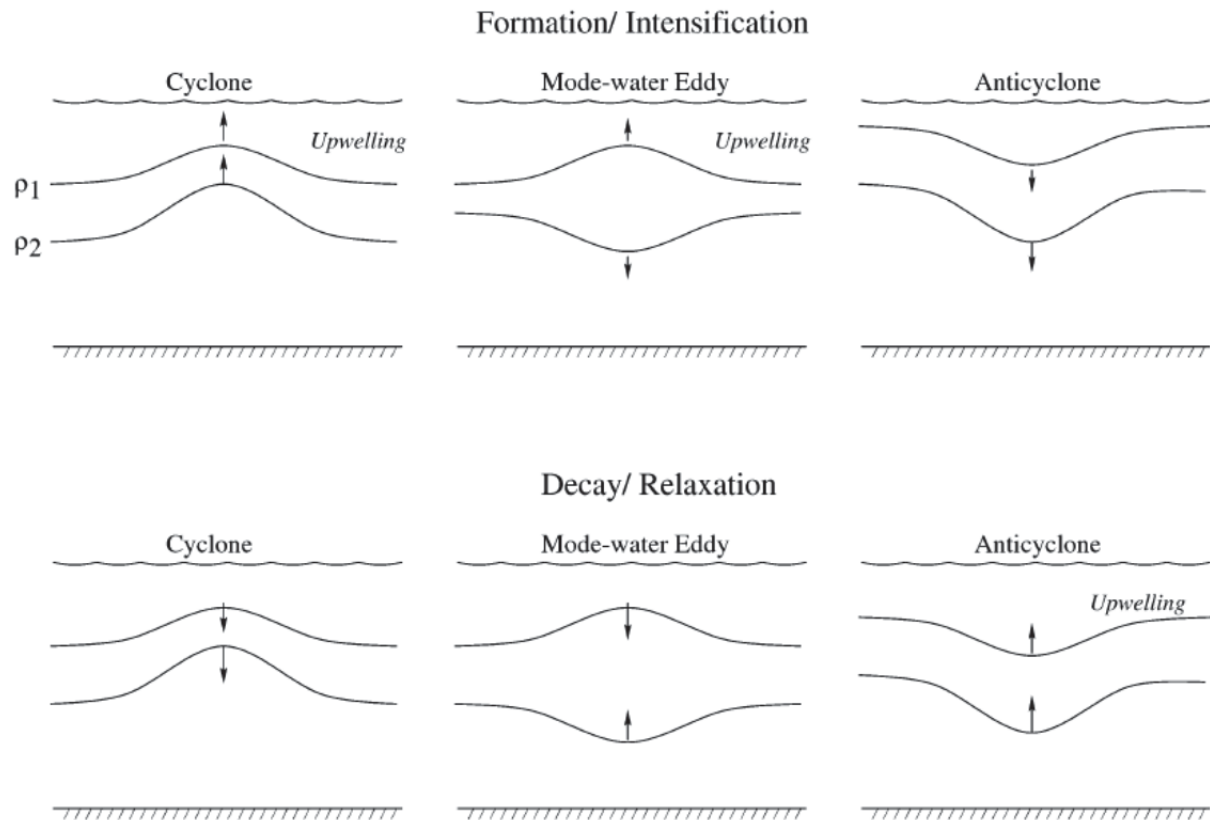 Formation/ Intensification
Cyclone
Mode-water Eddy
Anticyclone
Upwelling
Upwelling
ρ1
ρ2
Decay/ Relaxation
Cyclone
Mode-water Eddy
Anticyclone
Upwelling